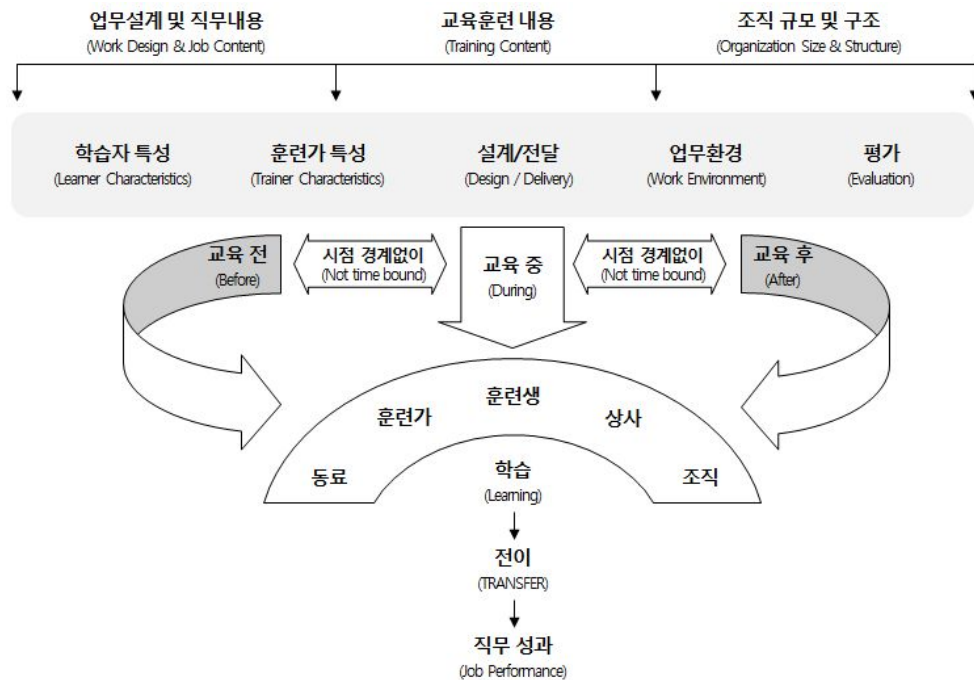 업무설계 및 직무내용
(Work Design & Job Content)
교육훈련 내용
(Training Content)
조직 규모 및 구조
(Organization Size & Structure)
학습자 특성
(Learner Characteristics)
훈련가 특성
(Trainer Characteristics)
설계/전달
(Design / Delivery)
업무환경
(Work Environment)
평가
(Evaluation)
교육 전
(Before)
시점 경계없이
(Not time bound)
교육 중
(During)
시점 경계없이
(Not time bound)
교육 후
(After)
동료
훈련가
훈련생
상사
조직
학습
(Learning)
전이
(TRANSFER)
직무 성과
(Job Performance)